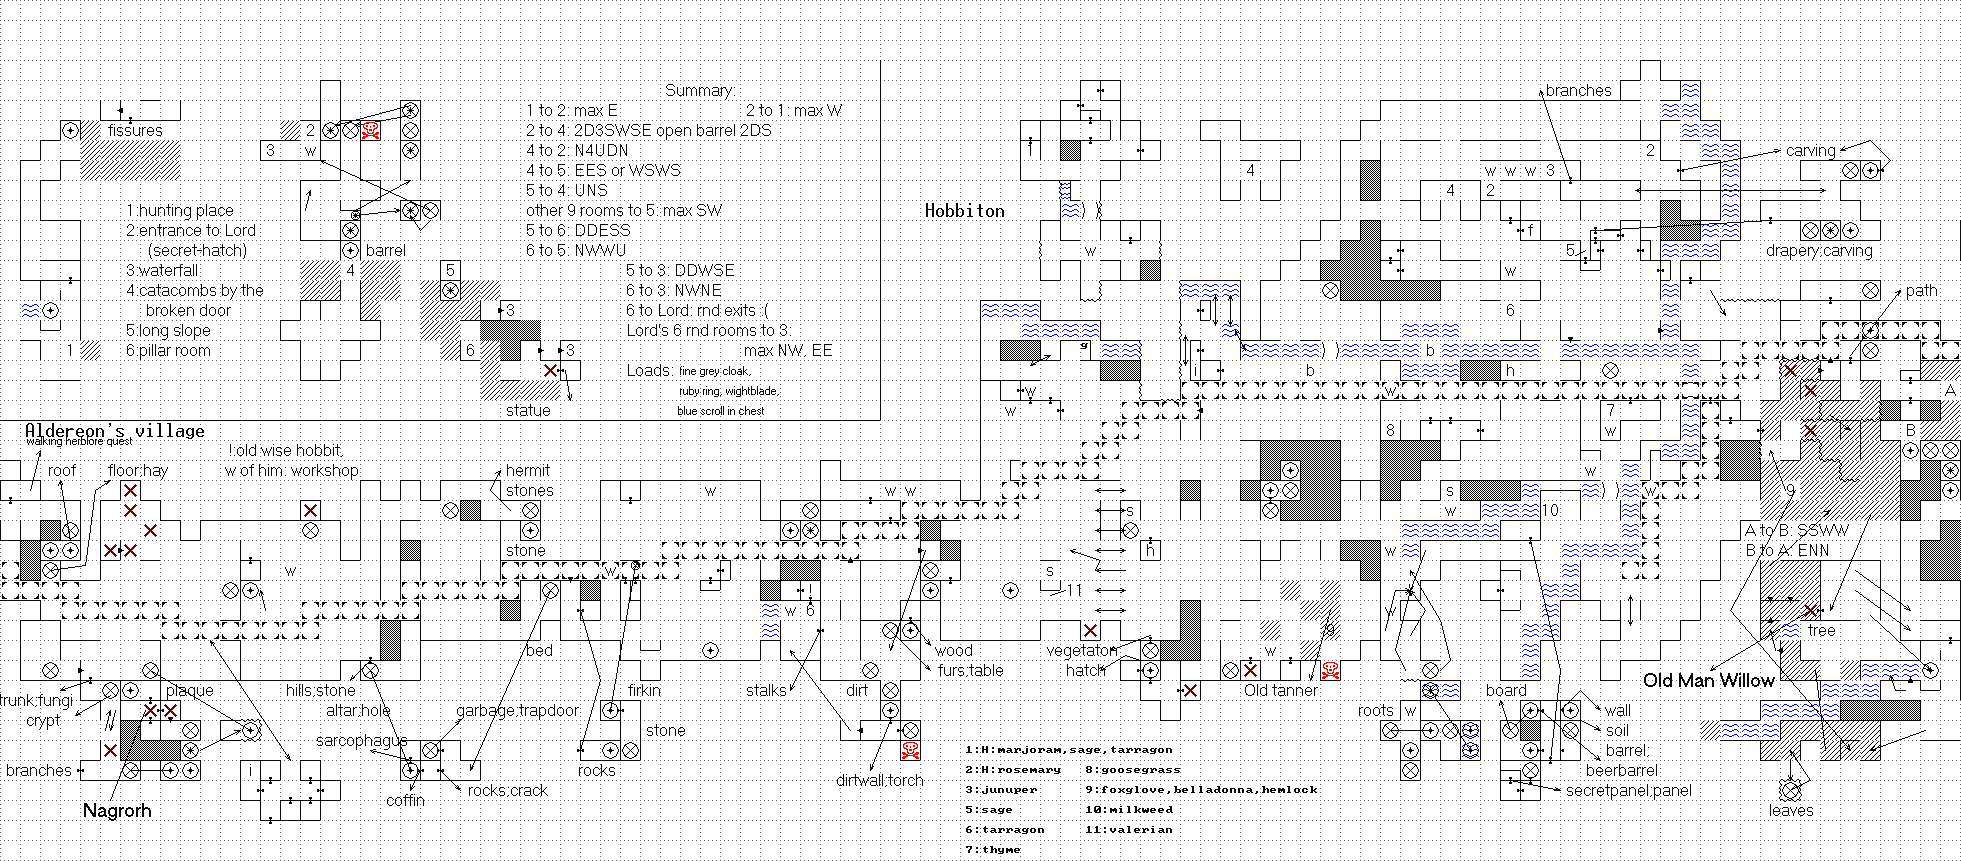 Summary:
1 to 2: max E
2 to 1: max W
2 to 4: 2D3SWSE open barrel 2DS
4 to 2: N4UDN
4 to 5: EES or WSWS
5 to 4: UNS
other 9 rooms to 5: max SW
5 to 6: DDESS
6 to 5: NWWU
5 to 3: DDWSE
6 to 3: NWNE
6 to Lord: rnd exits :(
Lord's 6 rnd rooms to 3:
max NW, EE
Loads: fine grey cloak,
ruby ring, wightblade,
blue scroll in chest
fissures
2
3 w
1:hunting place
2:entrance to Lord
(secret-hatch)
3:waterfall
4:catacombs by the
broken door
5:long slope
6:pillar room
barrel
4
5
3
6
3
i
1
statue
Aldereon's village
walking herblore quest
roof
floor;hay
!:old wise hobbit,
w of him: workshop
hermit
stones
stone
w
w w
w
w
!
w 6
bed
firkin
stalks
dirt
wood
furs;table
trunk;fungi
crypt
plaque
hills;stone
altar;hole
garbage;trapdoor
sarcophagus
stone
branches
i
coffin
rocks;crack
rocks
dirtwall;torch
Nagrorh
Hobbiton
f
w
4
branches
2
carving
w w w 3
4
2
f
5
w
drapery;carving
6
path
g
i
b
b
h
w
w
w
8
7
w
A
B
w
s
s
w
w
10
9
A to B: SSWW
B to A: ENN
h
s
11
w
w
9
w
tree
vegetaton
hatch
Old tanner
Old Man Willow
board
roots
w
wall
soil
barrel;
beerbarrel
secretpanel;panel
leaves
i
1:H:marjoram,sage,tarragon
2:H:rosemary
8:goosegrass
3:junuper
9:foxglove,belladonna,hemlock
5:sage
10:milkweed
6:tarragon
11:valerian
7:thyme